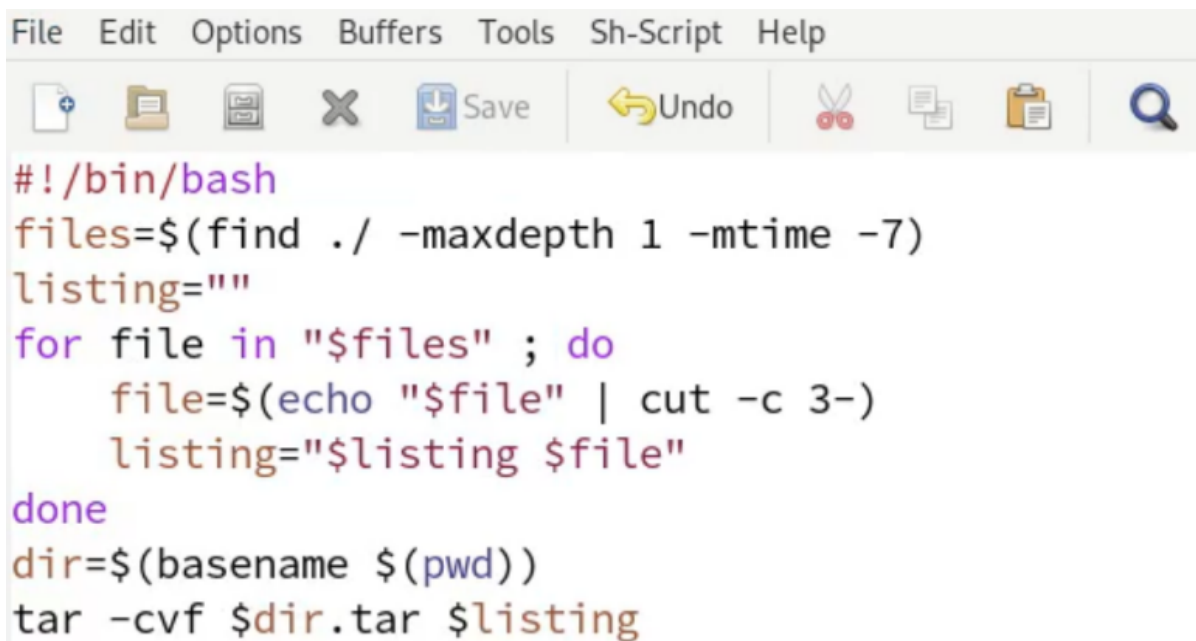 File Edit Options Buffers Tools Sh-Script Help
Save Undo
#!/bin/bash
files=$(find ./ -maxdepth 1 -mtime -7)
listing=""
for file in "$files" ; do
    file=$(echo "$file" | cut -c 3-)
    listing="$listing $file"
done
dir=$(basename $(pwd))
tar -cvf $dir.tar $listing